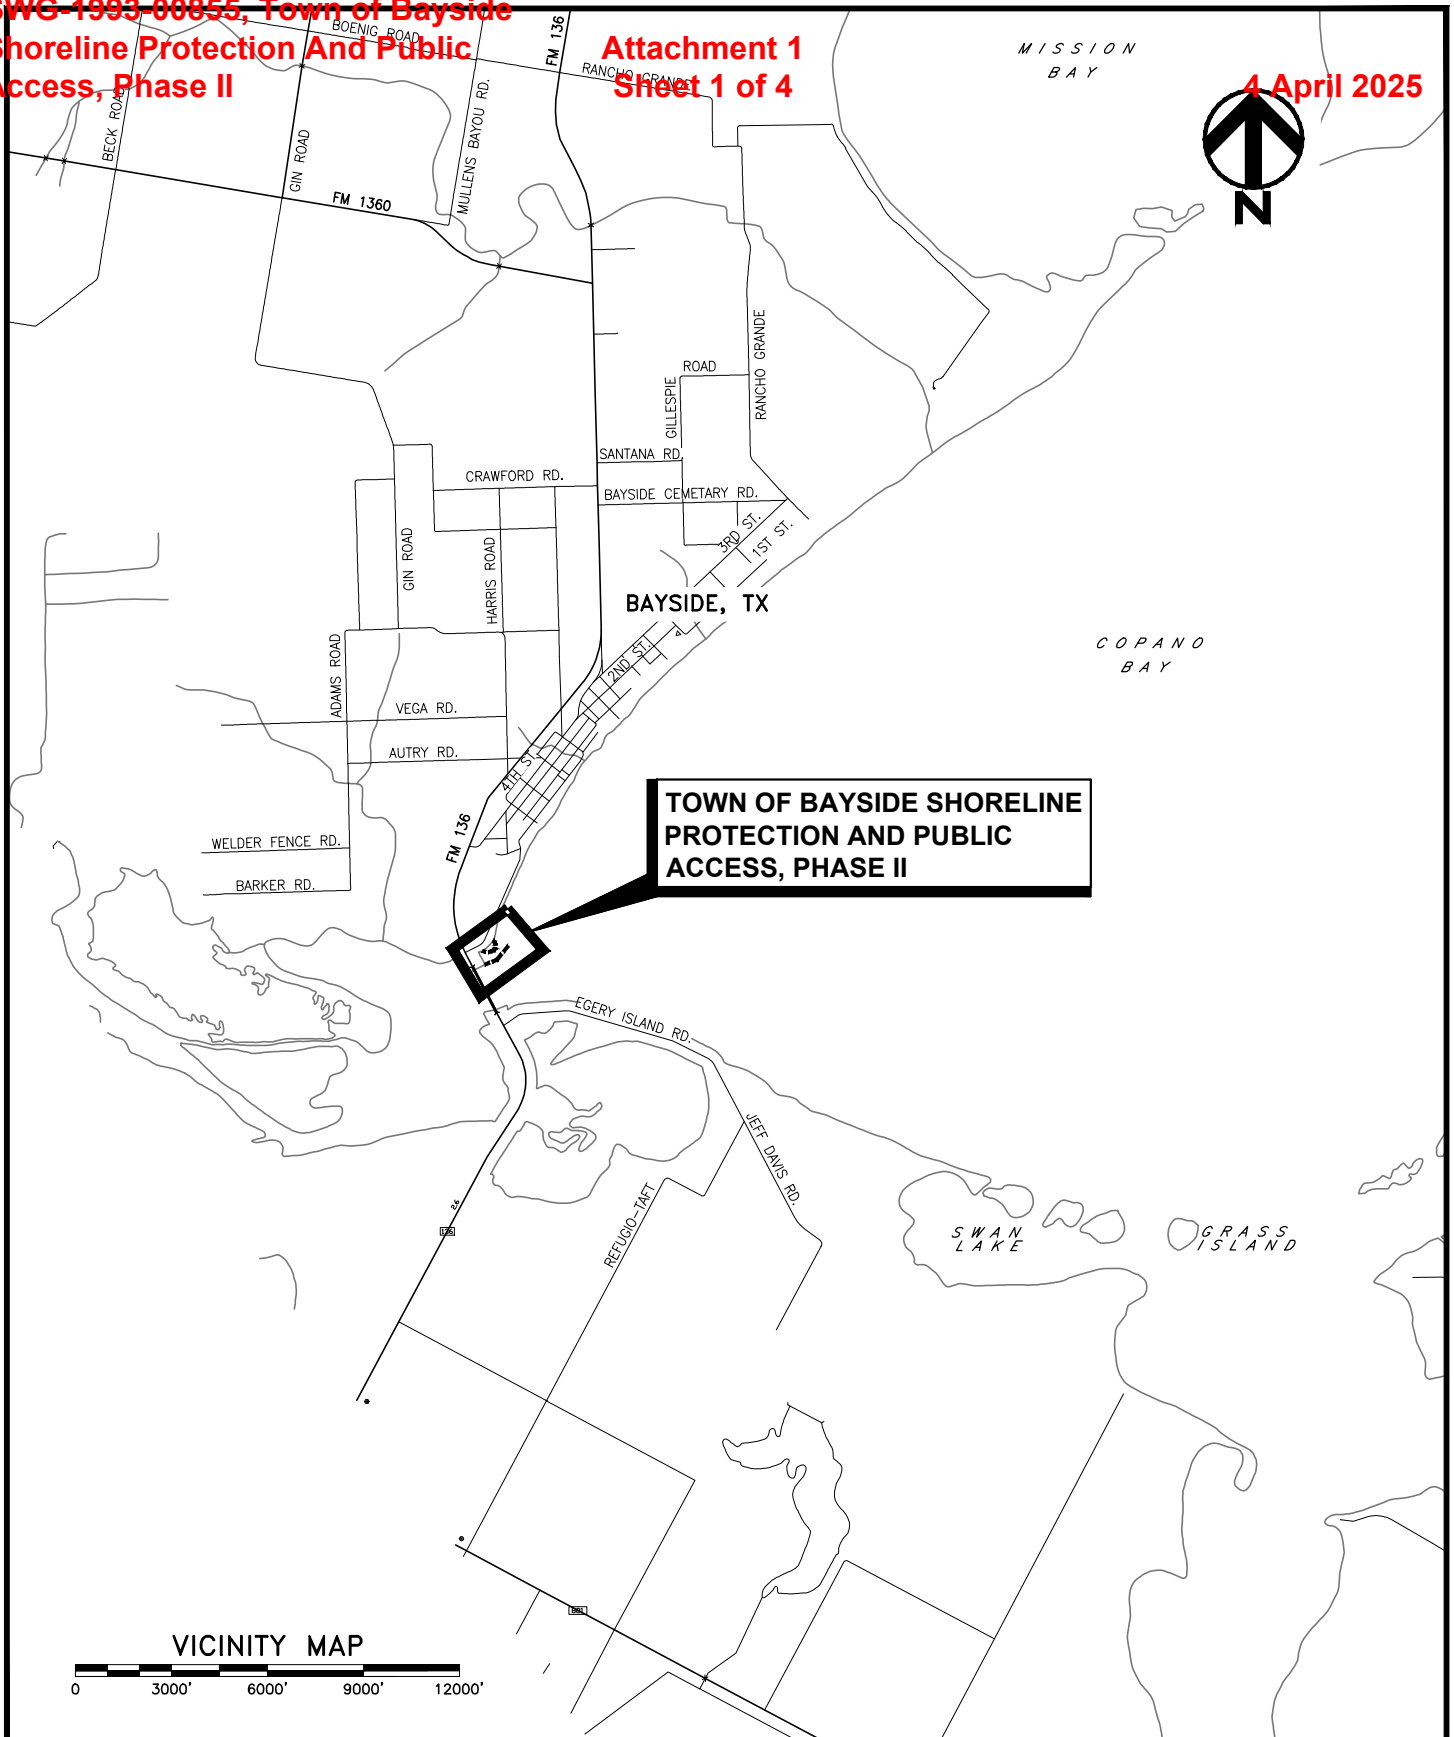 SWG-1993-00855, Town of Bayside
Shoreline Protection And Public
Access, Phase II
Attachment 1
Sheet 1 of 4
4 April 2025
BOENIG ROAD
FM 136
RANCHO GRANDE
MISSION
BAY
BECK ROAD
GIN ROAD
MULLENS BAYOU RD.
FM 1360
N
RANCHO GRANDE
ROAD
GILLESPIE
SANTANA RD.
CRAWFORD RD.
BAYSIDE CEMETARY RD.
3RD ST.
1ST ST.
GIN ROAD
HARRIS ROAD
BAYSIDE, TX
COPANO
BAY
ADAMS ROAD
2ND ST.
VEGA RD.
AUTRY RD.
4TH ST.
TOWN OF BAYSIDE SHORELINE
PROTECTION AND PUBLIC
ACCESS, PHASE II
FM 136
WELDER FENCE RD.
BARKER RD.
EGERY ISLAND RD.
JEFF DAVIS RD.
REFUGIO-TAFT
2.6
136
SWAN
LAKE
GRASS
ISLAND
881
VICINITY MAP
0 3000' 6000' 9000' 12000'